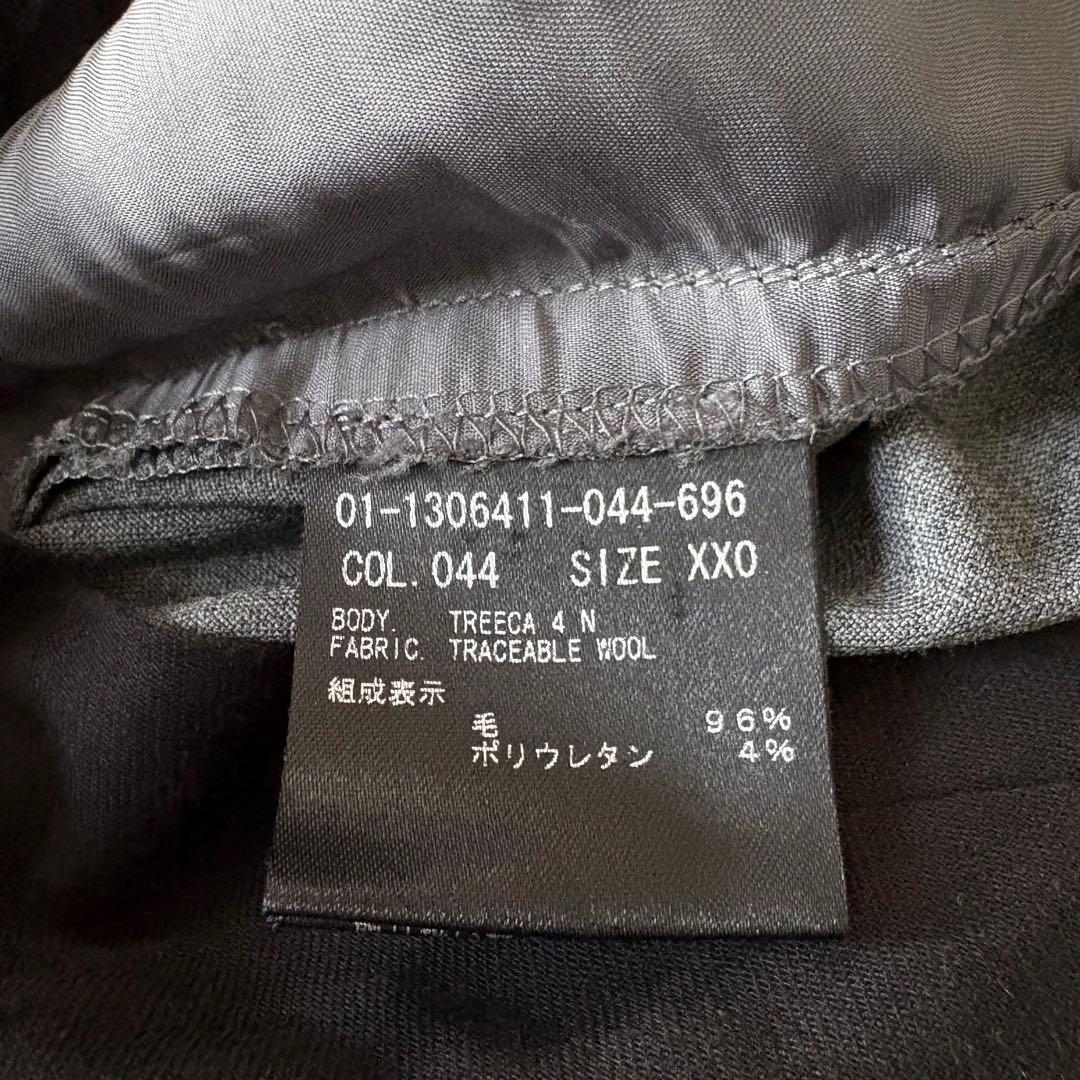 01-1306411-044-696
COL. 044 SIZE XXO
BODY. TREECA 4 N
FABRIC. TRACEABLE WOOL
組成表示
毛 96%
ポリウレタン 4%